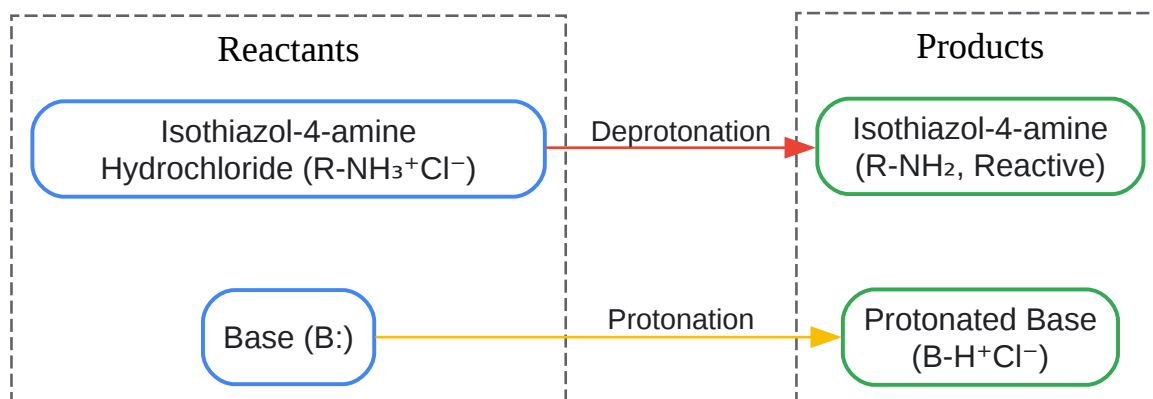 Reactants
Products
Isothiazol-4-amine
Hydrochloride (R-NH₃⁺Cl⁻)
Deprotonation
Isothiazol-4-amine
(R-NH₂, Reactive)
Base (B:)
Protonation
Protonated Base
(B-H⁺Cl⁻)